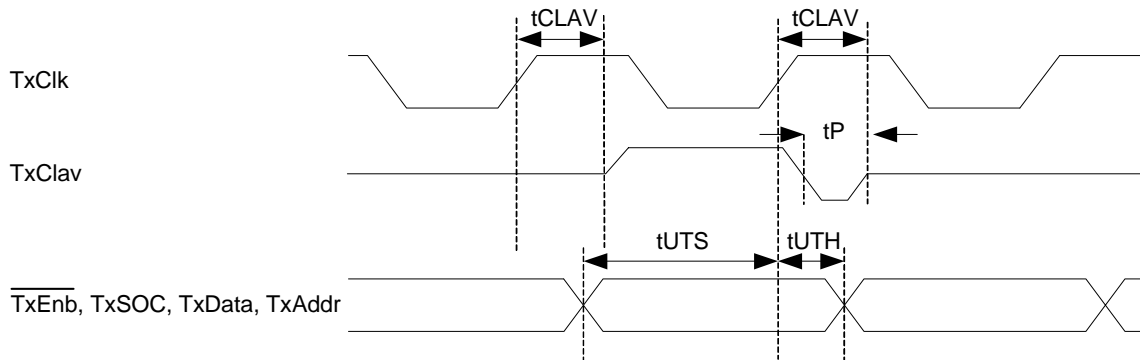 tCLAV tCLAV
TxClk
tP
TxClav
tUTS tUTH
TxEnb, TxSOC, TxData, TxAddr